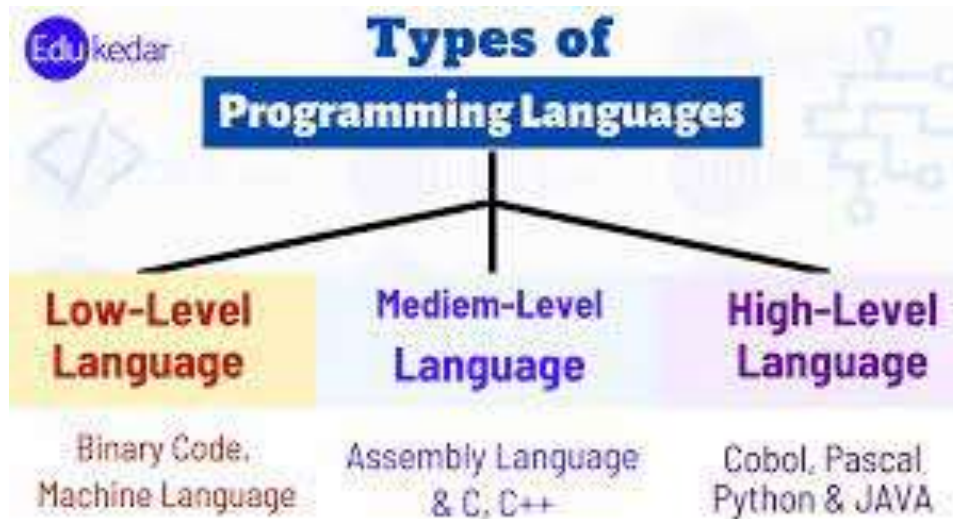 Edukedar
Types of
Programming Languages
Low-Level
Language
Mediem-Level
Language
High-Level
Language
Binary Code,
Machine Language
Assembly Language
& C, C++
Cobol, Pascal
Python & JAVA